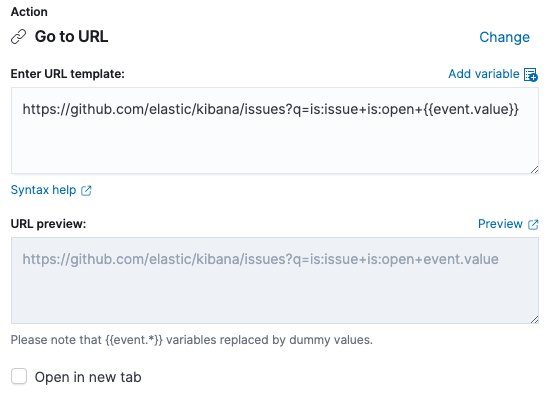 Action
Go to URL
Change
Enter URL template:
Add variable
https://github.com/elastic/kibana/issues?q=is:issue+is:open+{{event.value}}
Syntax help
URL preview:
Preview
https://github.com/elastic/kibana/issues?q=is:issue+is:open+event.value
Please note that {{event.*}} variables replaced by dummy values.
Open in new tab